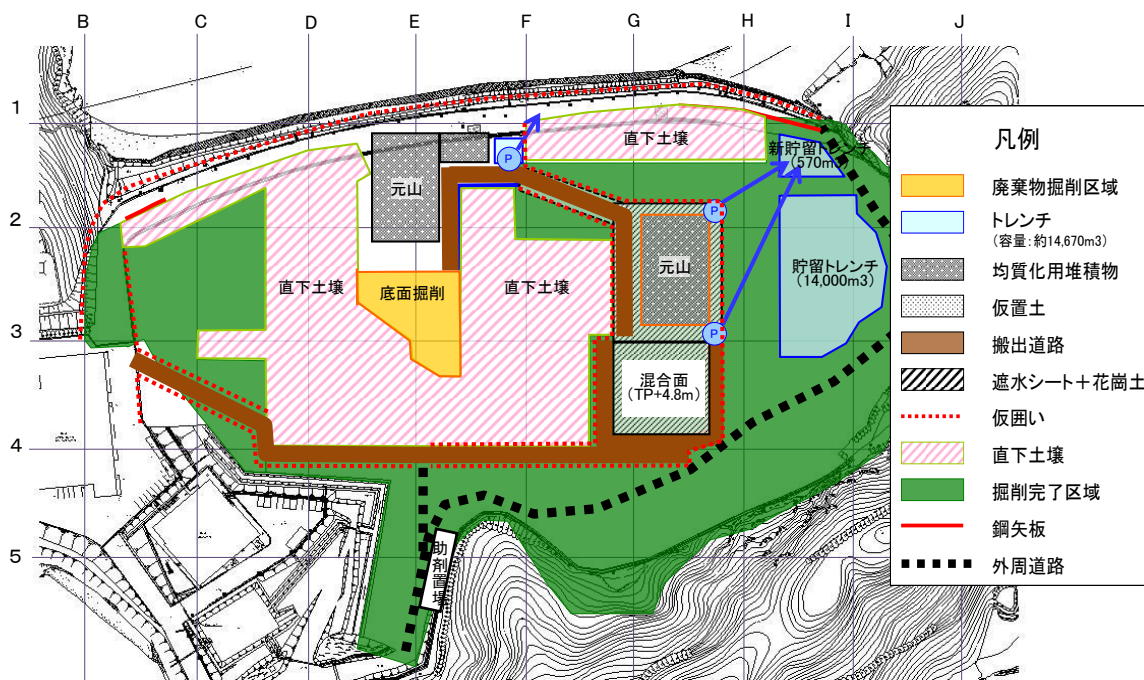 B C D E F G H I J
1
2
3
4
5
直下土壌
新貯留トレンチ
(570m3)
元山
元山
貯留トレンチ
(14,000m3)
底面掘削
直下土壌
直下土壌
混合面
(TP+4.8m)
助剤置場
P
P
P
凡例
廃棄物掘削区域
トレンチ
(容量:約14,670m3)
均質化用堆積物
仮置土
搬出道路
遮水シート+花崗土
仮囲い
直下土壌
掘削完了区域
鋼矢板
外周道路